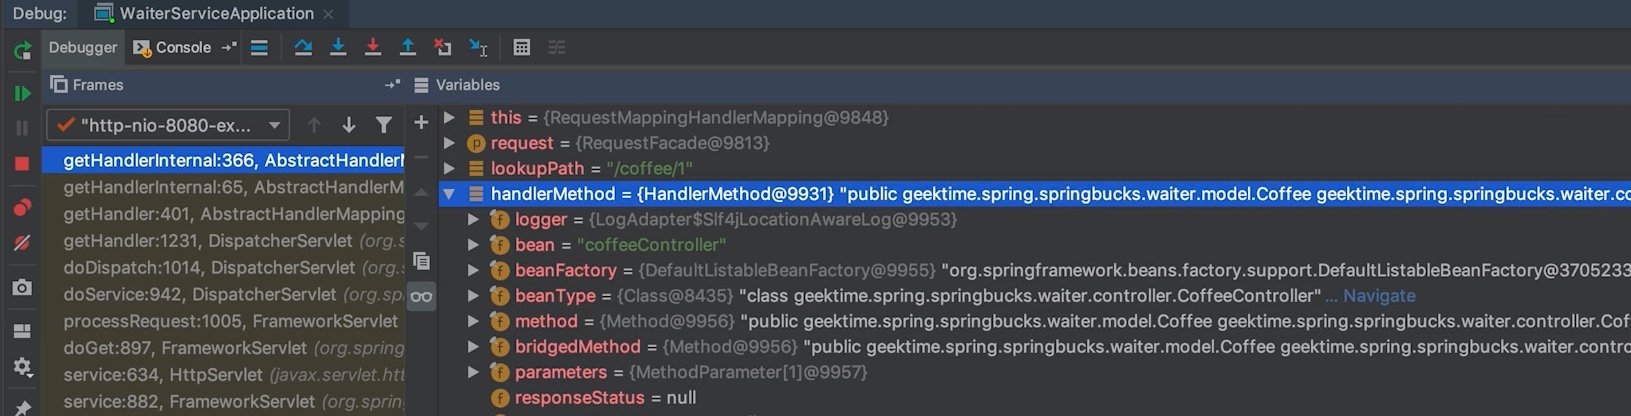 Debug: WaiterServiceApplication
Debugger Console
Frames
Variables
"http-nio-8080-ex...
getHandlerInternal:366, AbstractHandlerM
getHandlerInternal:65, AbstractHandlerM
getHandler:401, AbstractHandlerMapping
getHandler:1231, DispatcherServlet (org.s
doDispatch:1014, DispatcherServlet (org.s
doService:942, DispatcherServlet (org.sp
processRequest:1005, FrameworkServlet
doGet:897, FrameworkServlet (org.spring
service:634, HttpServlet (javax.servlet.htt
service:882, FrameworkServlet (org.sprin
this = {RequestMappingHandlerMapping@9848}
request = {RequestFacade@9813}
lookupPath = "/coffee/1"
handlerMethod = {HandlerMethod@9931} "public geektime.spring.springbucks.waiter.model.Coffee geektime.spring.springbucks.waiter.co
logger = {LogAdapter$Slf4jLocationAwareLog@9953}
bean = "coffeeController"
beanFactory = {DefaultListableBeanFactory@9955} "org.springframework.beans.factory.support.DefaultListableBeanFactory@3705233
beanType = {Class@8435} "class geektime.spring.springbucks.waiter.controller.CoffeeController" ... Navigate
method = {Method@9956} "public geektime.spring.springbucks.waiter.model.Coffee geektime.spring.springbucks.waiter.controller.Cof
bridgedMethod = {Method@9956} "public geektime.spring.springbucks.waiter.model.Coffee geektime.spring.springbucks.waiter.contro
parameters = {MethodParameter[1]@9957}
responseStatus = null